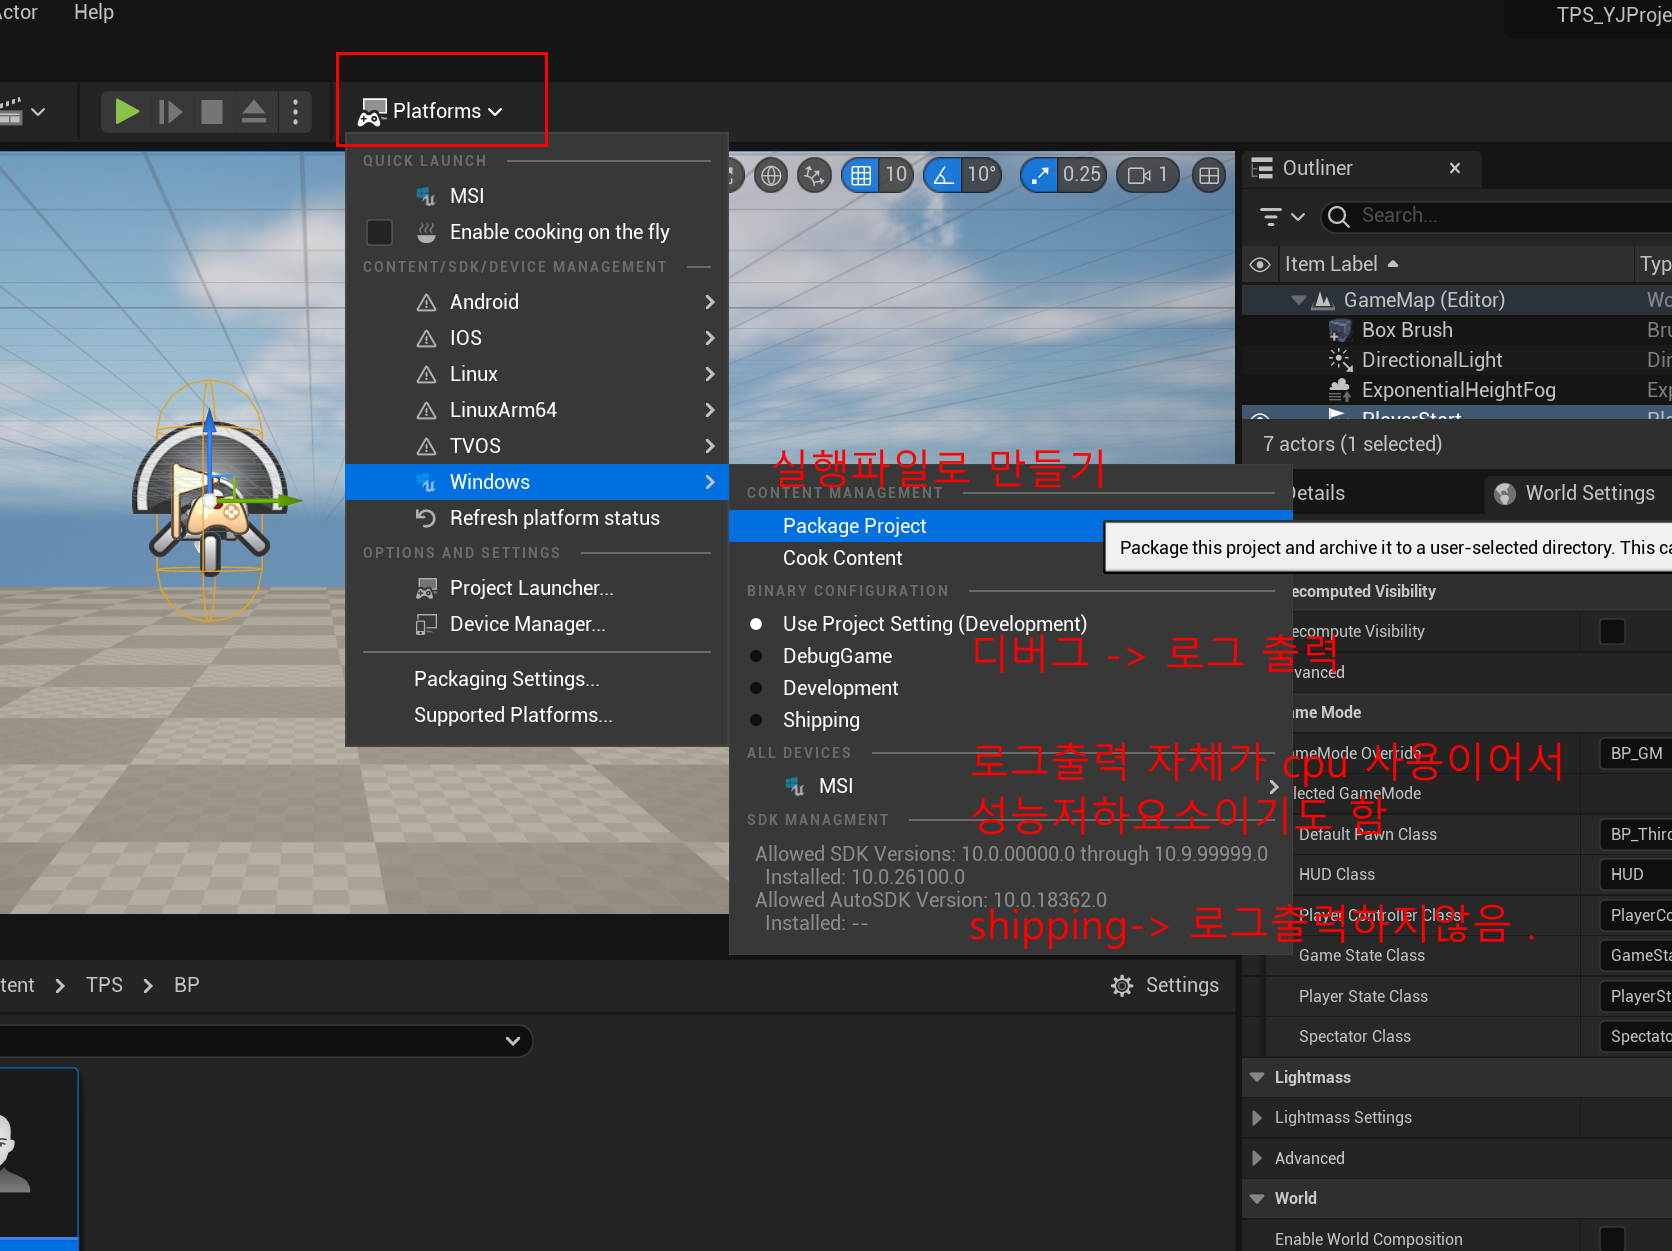 Actor Help
TPS_YJProje
Platforms
QUICK LAUNCH
MSI
Enable cooking on the fly
CONTENT/SDK/DEVICE MANAGEMENT
Android
IOS
Linux
LinuxArm64
TVOS
Windows
Refresh platform status
OPTIONS AND SETTINGS
Project Launcher...
Device Manager...
Packaging Settings...
Supported Platforms...
10
10°
0.25
1
실행파일로 만들기
CONTENT MANAGEMENT
Package Project
Package this project and archive it to a user-selected directory. This ca
Cook Content
BINARY CONFIGURATION
Use Project Setting (Development)
디버그 -> 로그 출력
DebugGame
Development
Shipping
ALL DEVICES
로그출력 자체가 cpu 사용이어서
성능저하요소이기도 함
MSI
SDK MANAGMENT
Allowed SDK Versions: 10.0.00000.0 through 10.9.99999.0
Installed: 10.0.26100.0
Allowed AutoSDK Version: 10.0.18362.0
Installed: --
shipping-> 로그출력하지않음 .
Outliner
Search...
Item Label
Typ
GameMap (Editor) Wo
Box Brush Bru
DirectionalLight Dir
ExponentialHeightFog Exp
PlayerStart Pla
7 actors (1 selected)
Details
World Settings
ecomputed Visibility
ecompute Visibility
vanced
ame Mode
ameMode Override BP_GM
lected GameMode
Default Pawn Class BP_Third
HUD Class HUD
Player Controller Class PlayerCo
Game State Class GameSta
Player State Class PlayerSt
Spectator Class Spectato
Lightmass
Lightmass Settings
Advanced
World
Enable World Composition
tent > TPS > BP
Settings